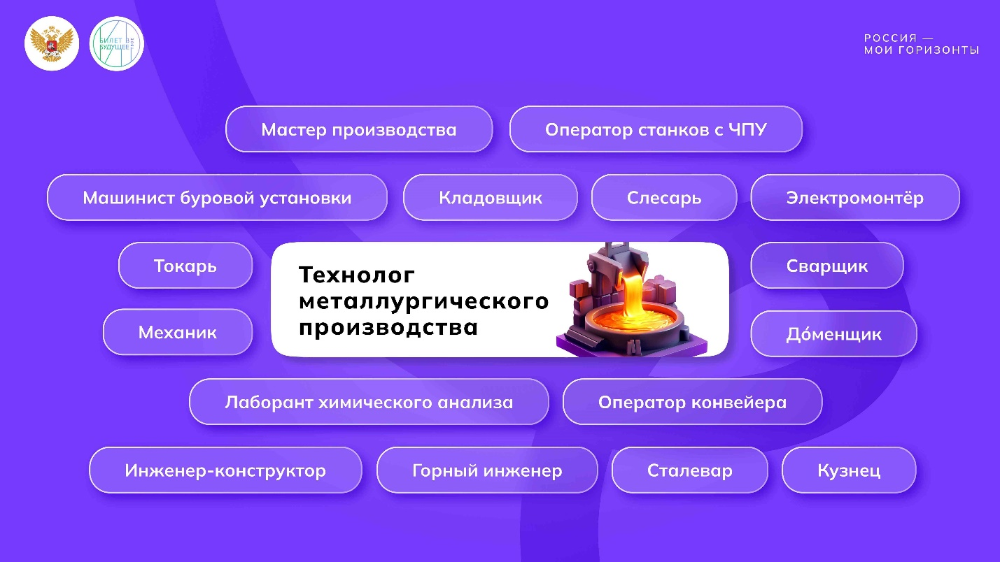 БИЛЕТ В
БУДУЩЕЕ
ТВОЁ
РОССИЯ —
МОИ ГОРИЗОНТЫ
Мастер производства
Оператор станков с ЧПУ
Машинист буровой установки
Кладовщик
Слесарь
Электромонтёр
Токарь
Технолог
металлургического
производства
Сварщик
Механик
До́менщик
Лаборант химического анализа
Оператор конвейера
Инженер-конструктор
Горный инженер
Сталевар
Кузнец